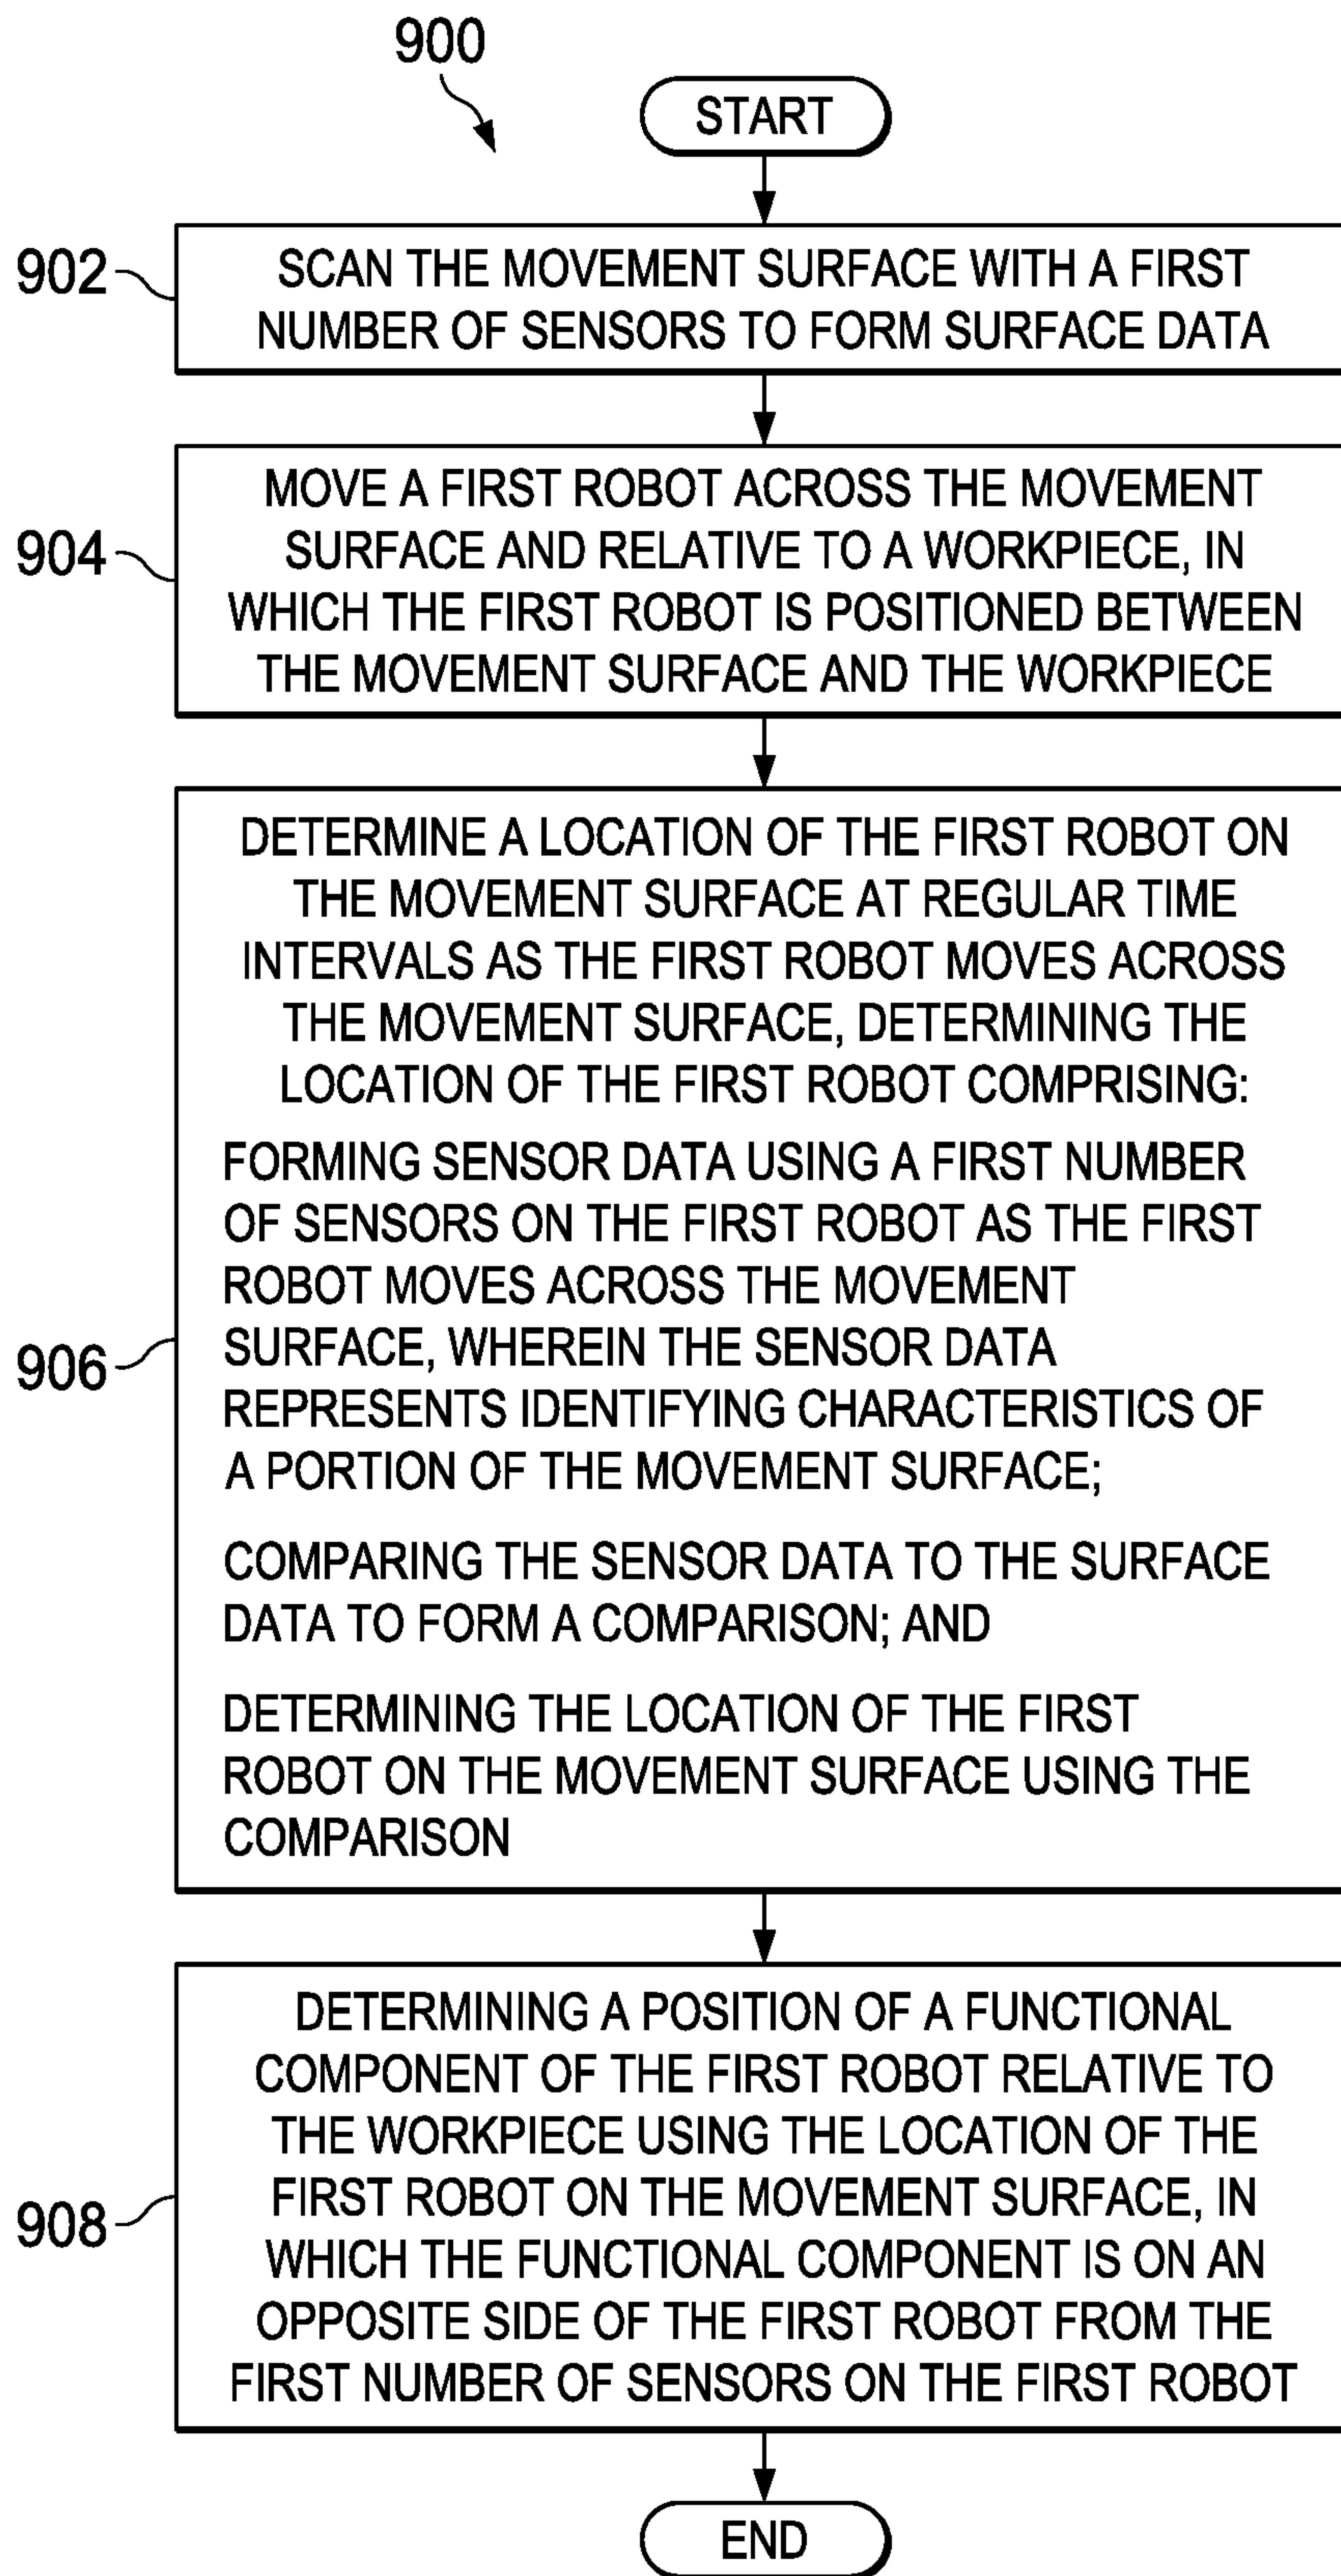 900
START
902
SCAN THE MOVEMENT SURFACE WITH A FIRST
NUMBER OF SENSORS TO FORM SURFACE DATA
904
MOVE A FIRST ROBOT ACROSS THE MOVEMENT
SURFACE AND RELATIVE TO A WORKPIECE, IN
WHICH THE FIRST ROBOT IS POSITIONED BETWEEN
THE MOVEMENT SURFACE AND THE WORKPIECE
906
DETERMINE A LOCATION OF THE FIRST ROBOT ON
THE MOVEMENT SURFACE AT REGULAR TIME
INTERVALS AS THE FIRST ROBOT MOVES ACROSS
THE MOVEMENT SURFACE, DETERMINING THE
LOCATION OF THE FIRST ROBOT COMPRISING:
FORMING SENSOR DATA USING A FIRST NUMBER
OF SENSORS ON THE FIRST ROBOT AS THE FIRST
ROBOT MOVES ACROSS THE MOVEMENT
SURFACE, WHEREIN THE SENSOR DATA
REPRESENTS IDENTIFYING CHARACTERISTICS OF
A PORTION OF THE MOVEMENT SURFACE;
COMPARING THE SENSOR DATA TO THE SURFACE
DATA TO FORM A COMPARISON; AND
DETERMINING THE LOCATION OF THE FIRST
ROBOT ON THE MOVEMENT SURFACE USING THE
COMPARISON
908
DETERMINING A POSITION OF A FUNCTIONAL
COMPONENT OF THE FIRST ROBOT RELATIVE TO
THE WORKPIECE USING THE LOCATION OF THE
FIRST ROBOT ON THE MOVEMENT SURFACE, IN
WHICH THE FUNCTIONAL COMPONENT IS ON AN
OPPOSITE SIDE OF THE FIRST ROBOT FROM THE
FIRST NUMBER OF SENSORS ON THE FIRST ROBOT
END